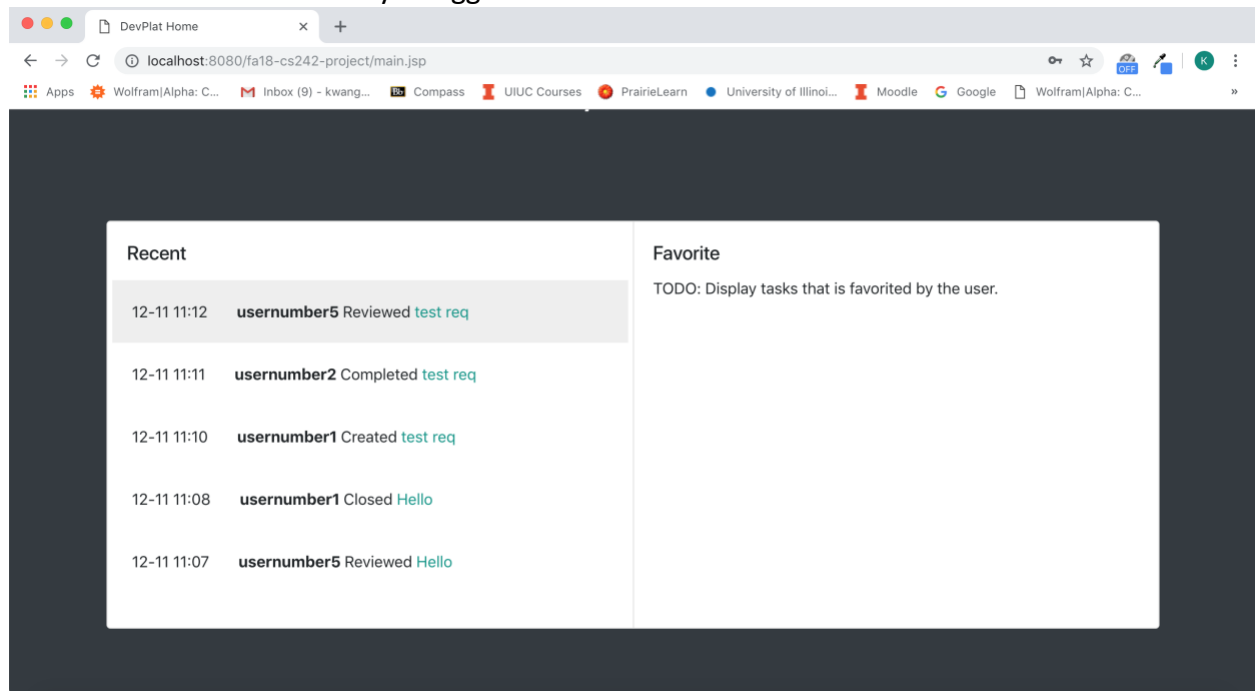 DevPlat Home
localhost:8080/fa18-cs242-project/main.jsp
OFF
K
Apps Wolfram|Alpha: C... Inbox (9) - kwang... Bb Compass UIUC Courses PrairieLearn University of Illinoi... Moodle Google Wolfram|Alpha: C... »
Recent
12-11 11:12 usernumber5 Reviewed test req
12-11 11:11 usernumber2 Completed test req
12-11 11:10 usernumber1 Created test req
12-11 11:08 usernumber1 Closed Hello
12-11 11:07 usernumber5 Reviewed Hello
Favorite
TODO: Display tasks that is favorited by the user.